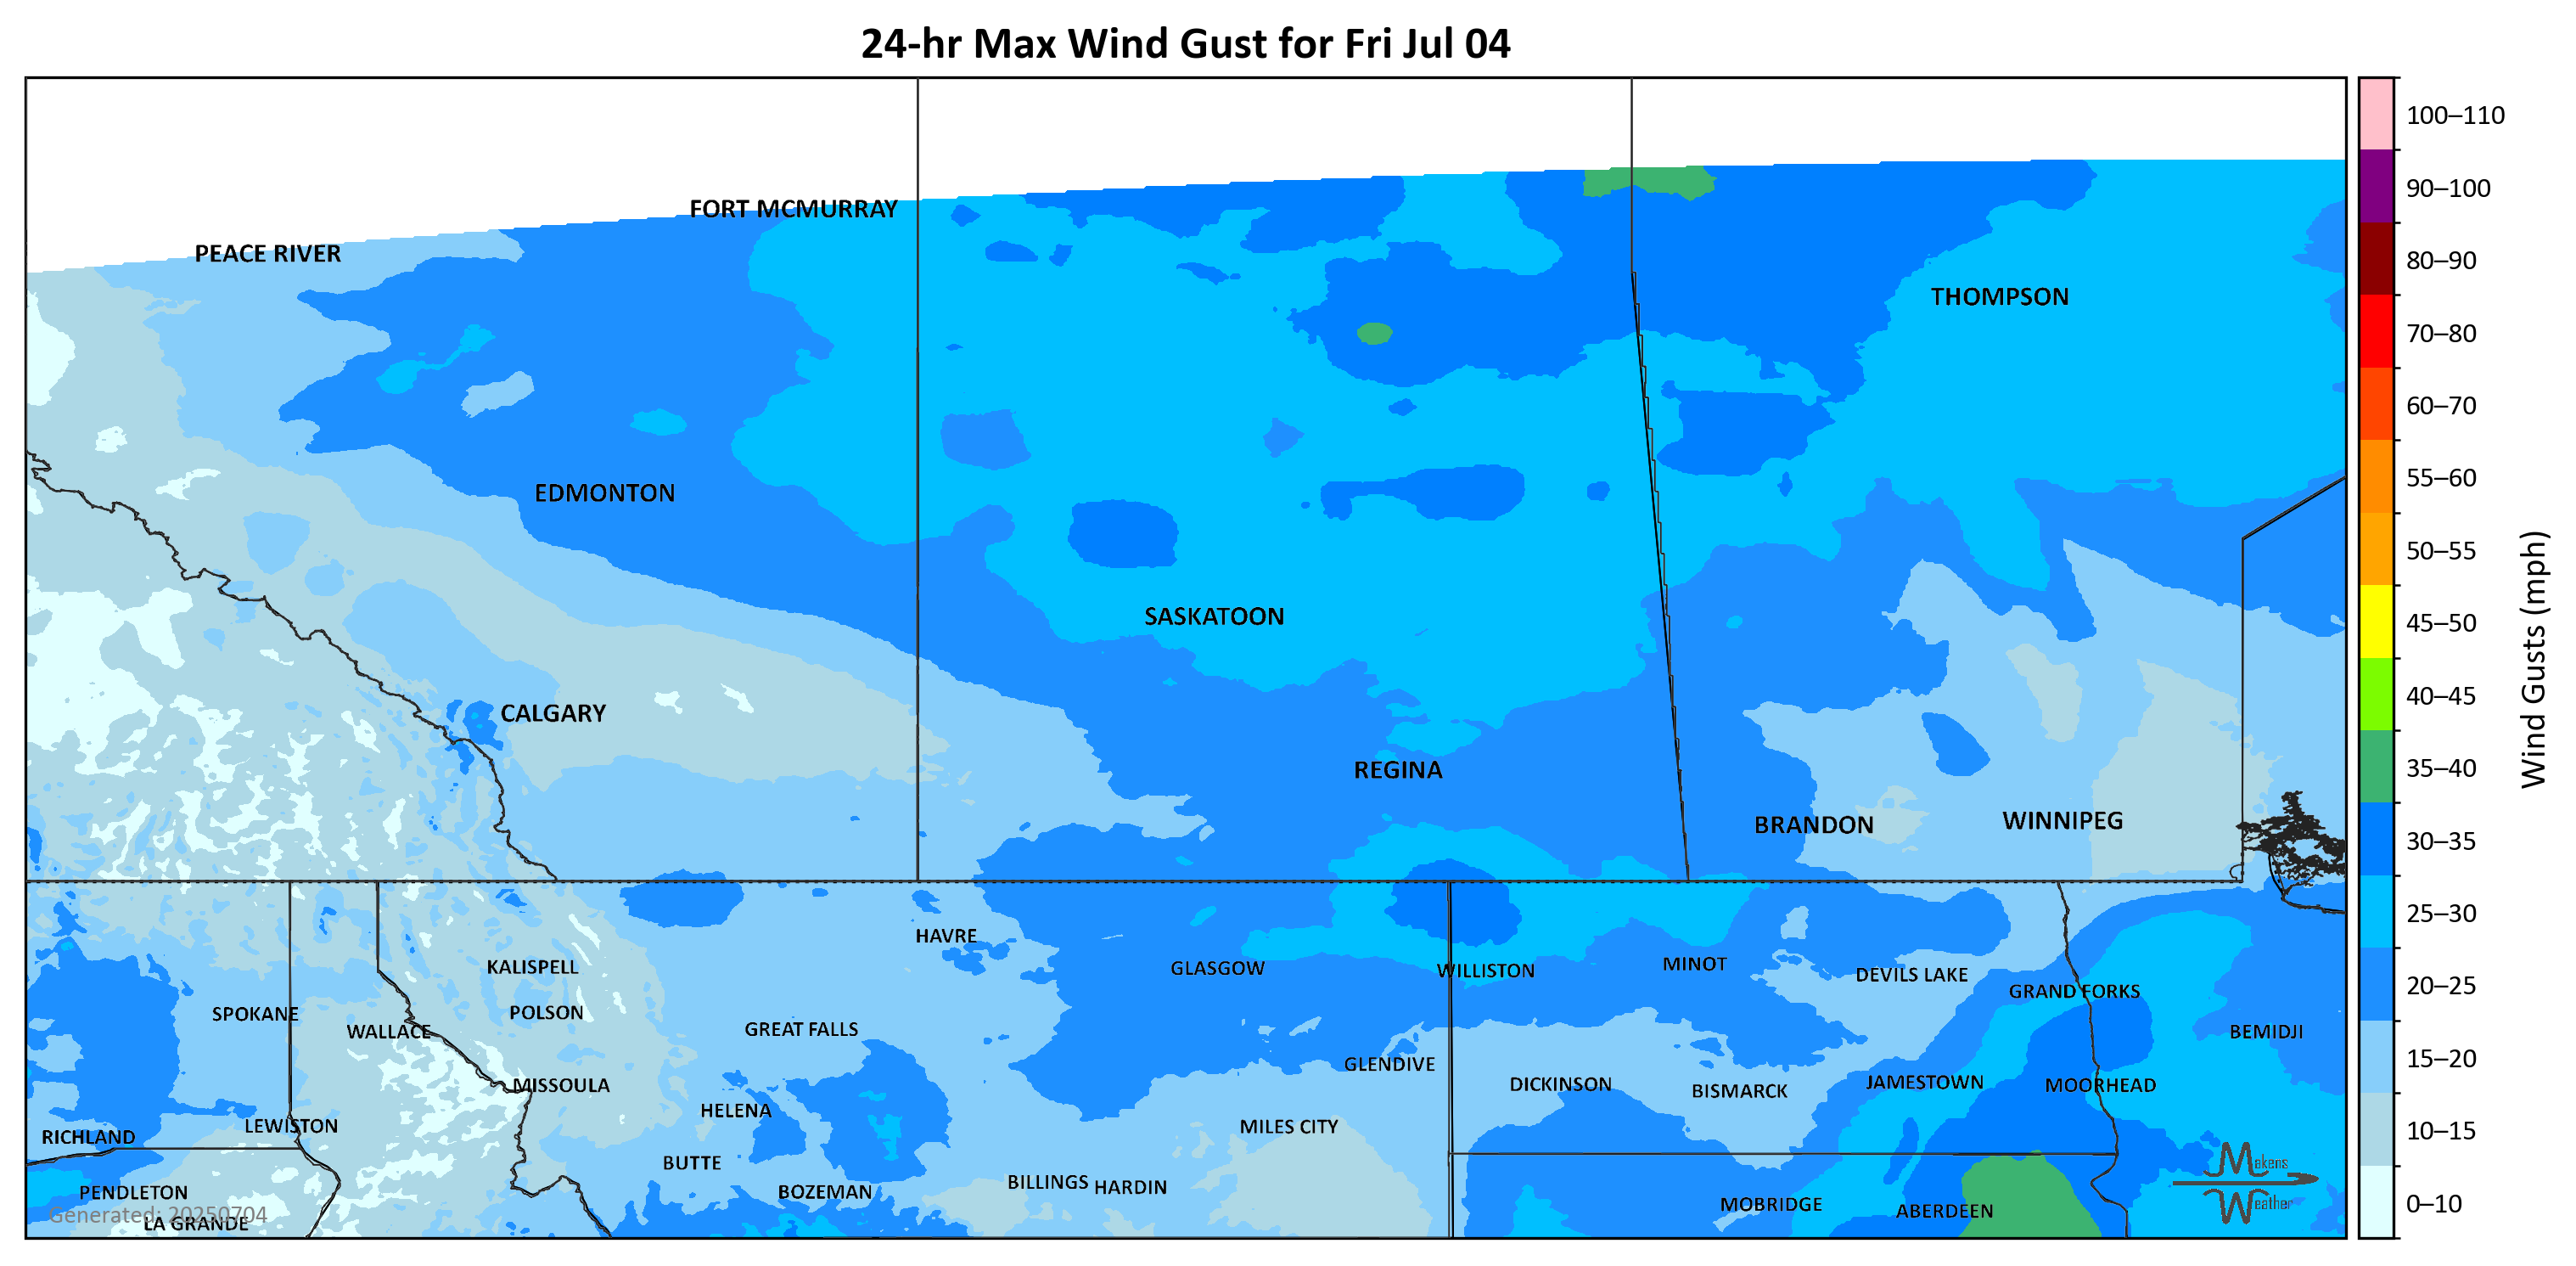 24-hr Max Wind Gust for Fri Jul 04
100–110
FORT MCMURRAY
90–100
PEACE RIVER
80–90
THOMPSON
70–80
60–70
55–60
EDMONTON
50–55
SASKATOON
45–50
40–45
CALGARY
Wind Gusts (mph)
REGINA
35–40
BRANDON
WINNIPEG
30–35
25–30
HAVRE
KALISPELL
GLASGOW
WILLISTON
MINOT
DEVILS LAKE
20–25
GRAND FORKS
SPOKANE
POLSON
WALLACE
GREAT FALLS
BEMIDJI
15–20
GLENDIVE
MISSOULA
DICKINSON
BISMARCK
JAMESTOWN
MOORHEAD
HELENA
LEWISTON
MILES CITY
10–15
RICHLAND
BUTTE
Makens
PENDLETON
BOZEMAN
BILLINGS
HARDIN
MOBRIDGE
ABERDEEN
Weather
0–10
Generated: 20250704
LA GRANDE